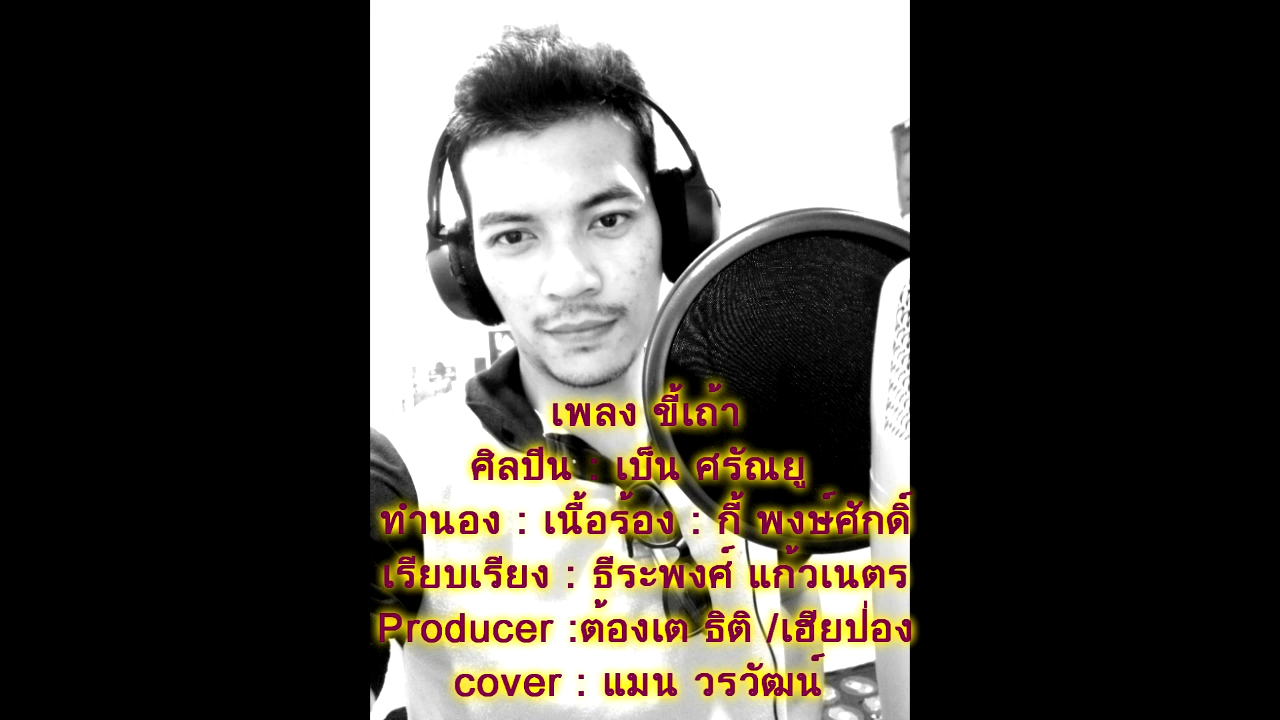 เพลง ขี้เถ้า
ศิลปีน : เบ็น ศรัณยู
ทำนอง : เนื้อร้อง : กี้ พงษ์ศักดิ์
เรียบเรียง : ธีระพงศ์ แก้วเนตร
Producer :ต้องเต ธิติ /เฮียป่อง
cover : แมน วรวัฒน์